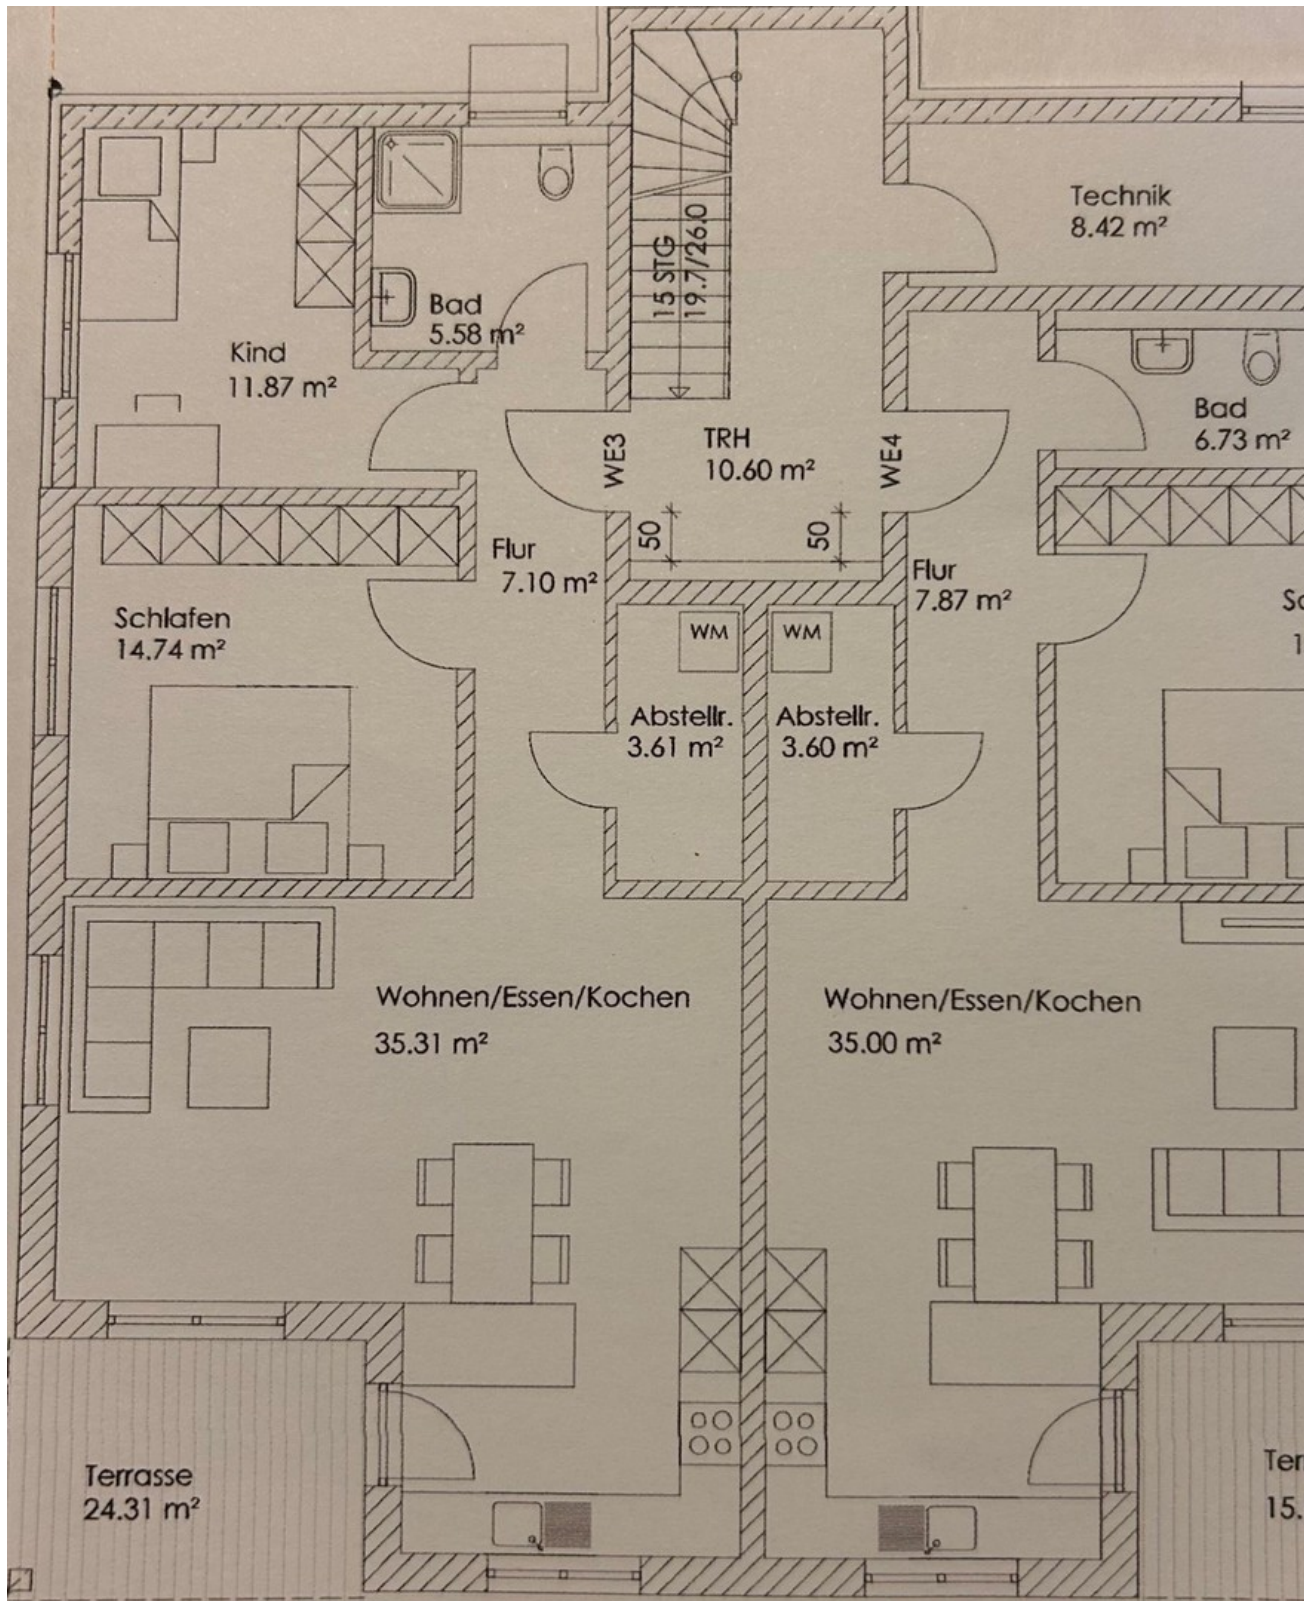 Technik
8.42 m²
15 STG
19.7/26.0
Bad
5.58 m²
Kind
11.87 m²
WE3
TRH
10.60 m²
WE4
Bad
6.73 m²
50
50
Flur
7.10 m²
Flur
7.87 m²
Schlafen
14.74 m²
WM
WM
Abstellr.
3.61 m²
Abstellr.
3.60 m²
Wohnen/Essen/Kochen
35.31 m²
Wohnen/Essen/Kochen
35.00 m²
Terrasse
24.31 m²
Ter
15.